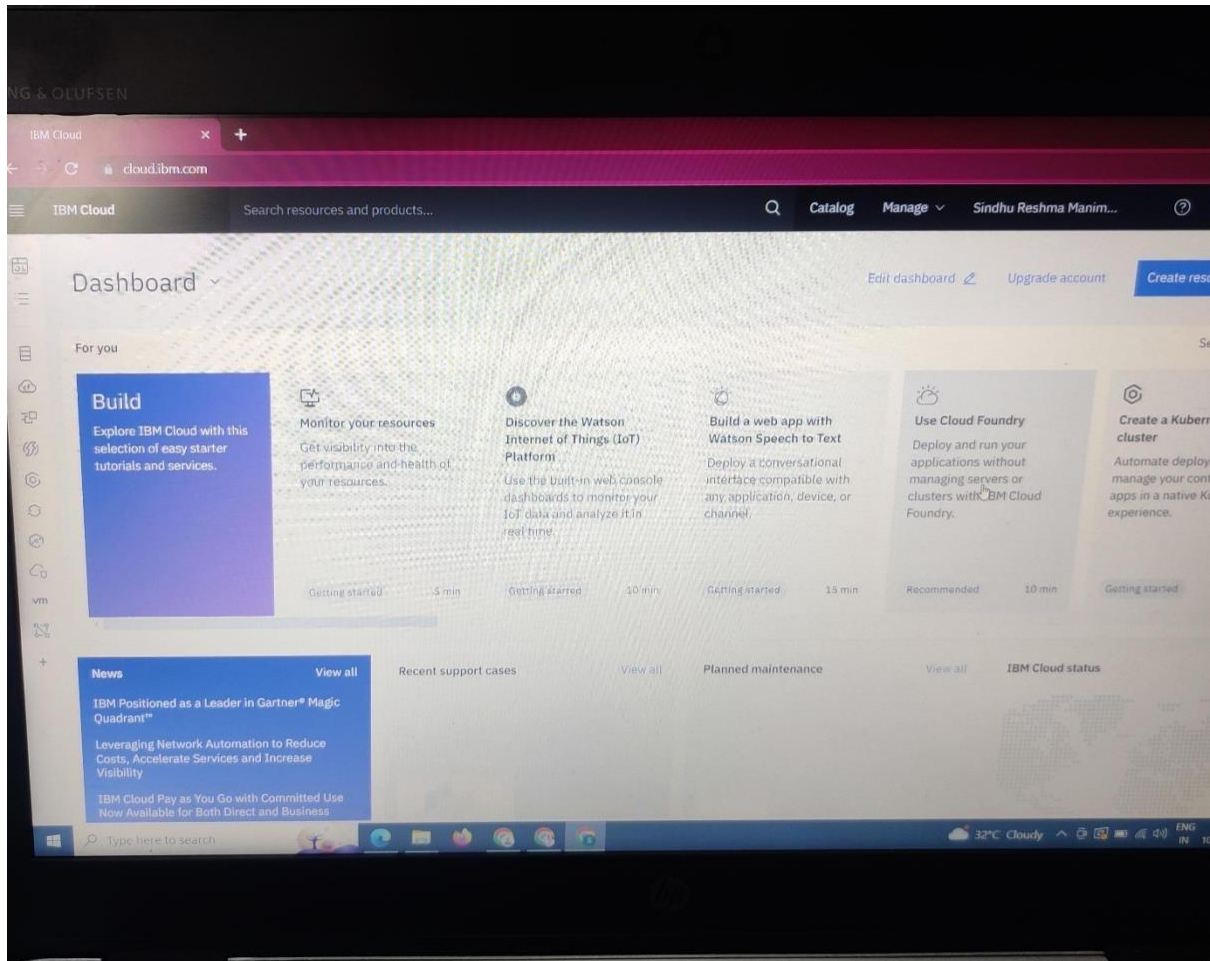 NG & OLUFSEN
IBM Cloud × +
cloud.ibm.com
IBM Cloud Search resources and products... Catalog Manage Sindhu Reshma Manim...
Dashboard
Edit dashboard Upgrade account Create reso
For you
Build
Explore IBM Cloud with this
selection of easy starter
tutorials and services.
Monitor your resources
Get visibility into the
performance and health of
your resources.
Getting started 5 min
Discover the Watson
Internet of Things (IoT)
Platform
Use the built-in web console
dashboards to monitor your
IoT data and analyze it in
real time.
Getting started 10 min
Build a web app with
Watson Speech to Text
Deploy a conversational
interface compatible with
any application, device, or
channel.
Getting started 15 min
Use Cloud Foundry
Deploy and run your
applications without
managing servers or
clusters with IBM Cloud
Foundry.
Recommended 10 min
Create a Kubern
cluster
Automate deploy
manage your cont
apps in a native K
experience.
Getting started
vm
News View all
IBM Positioned as a Leader in Gartner® Magic
Quadrant™
Leveraging Network Automation to Reduce
Costs, Accelerate Services and Increase
Visibility
IBM Cloud Pay as You Go with Committed Use
Now Available for Both Direct and Business
Recent support cases View all
Planned maintenance View all
IBM Cloud status
Type here to search
32°C Cloudy
ENG
IN
hp